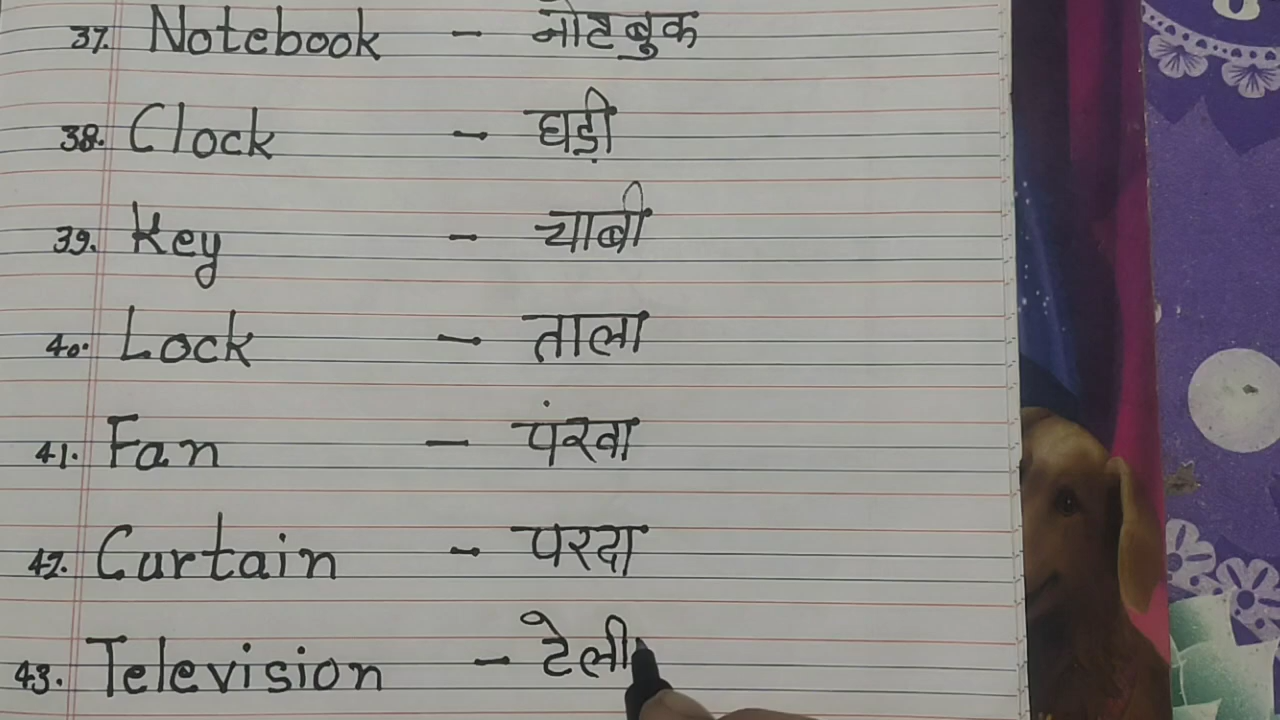 37. Notebook - नोटबुक
38. Clock - घड़ी
39. Key - चाबी
40. Lock - ताला
41. Fan - पंखा
42. Curtain - परदा
43. Television - टेली